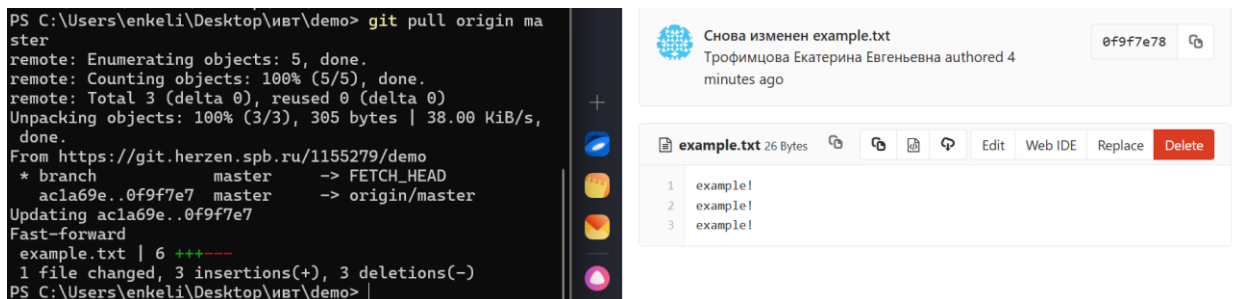 PS C:\Users\enkeli\Desktop\ивт\demo> git pull origin ma
ster
remote: Enumerating objects: 5, done.
remote: Counting objects: 100% (5/5), done.
remote: Total 3 (delta 0), reused 0 (delta 0)
Unpacking objects: 100% (3/3), 305 bytes | 38.00 KiB/s,
done.
From https://git.herzen.spb.ru/1155279/demo
* branch master -> FETCH_HEAD
ac1a69e..0f9f7e7 master -> origin/master
Updating ac1a69e..0f9f7e7
Fast-forward
example.txt | 6 +++---
1 file changed, 3 insertions(+), 3 deletions(-)
PS C:\Users\enkeli\Desktop\ивт\demo>
Снова изменен example.txt
Трофимцова Екатерина Евгеньевна authored 4
minutes ago
0f9f7e78
example.txt 26 Bytes Edit Web IDE Replace Delete
1 example!
2 example!
3 example!